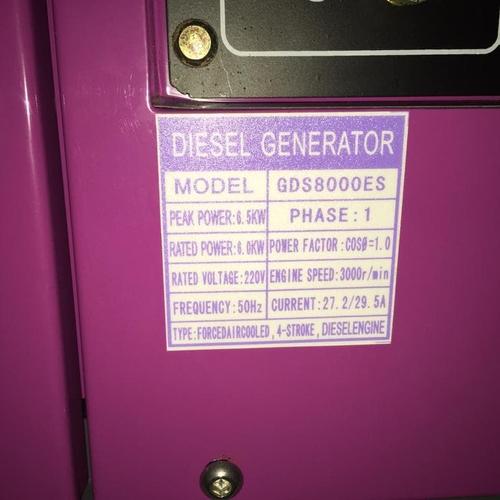 DIESEL GENERATOR
MODEL GDS8000ES
PEAK POWER:6.5KW PHASE:1
RATED POWER:6.0KW POWER FACTOR:COSØ=1.0
RATED VOLTAGE:220V ENGINE SPEED:3000r/min
FREQUENCY:50Hz CURRENT:27.2/29.5A
TYPE:FORCEDAIRCOOLED,4-STROKE,DIESELENGINE